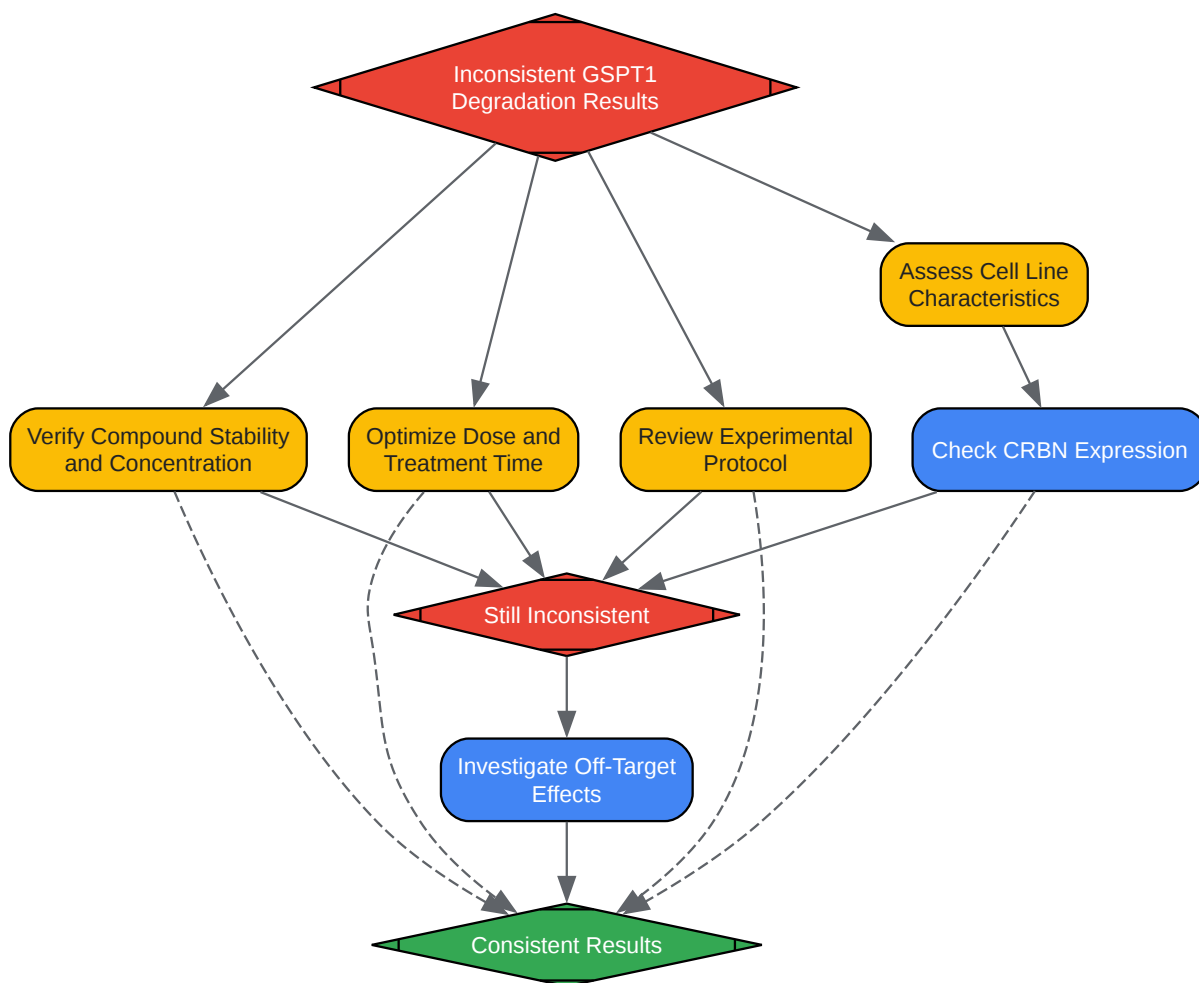 Inconsistent GSPT1
Degradation Results
Assess Cell Line
Characteristics
Verify Compound Stability
and Concentration
Optimize Dose and
Treatment Time
Review Experimental
Protocol
Check CRBN Expression
Still Inconsistent
Investigate Off-Target
Effects
Consistent Results